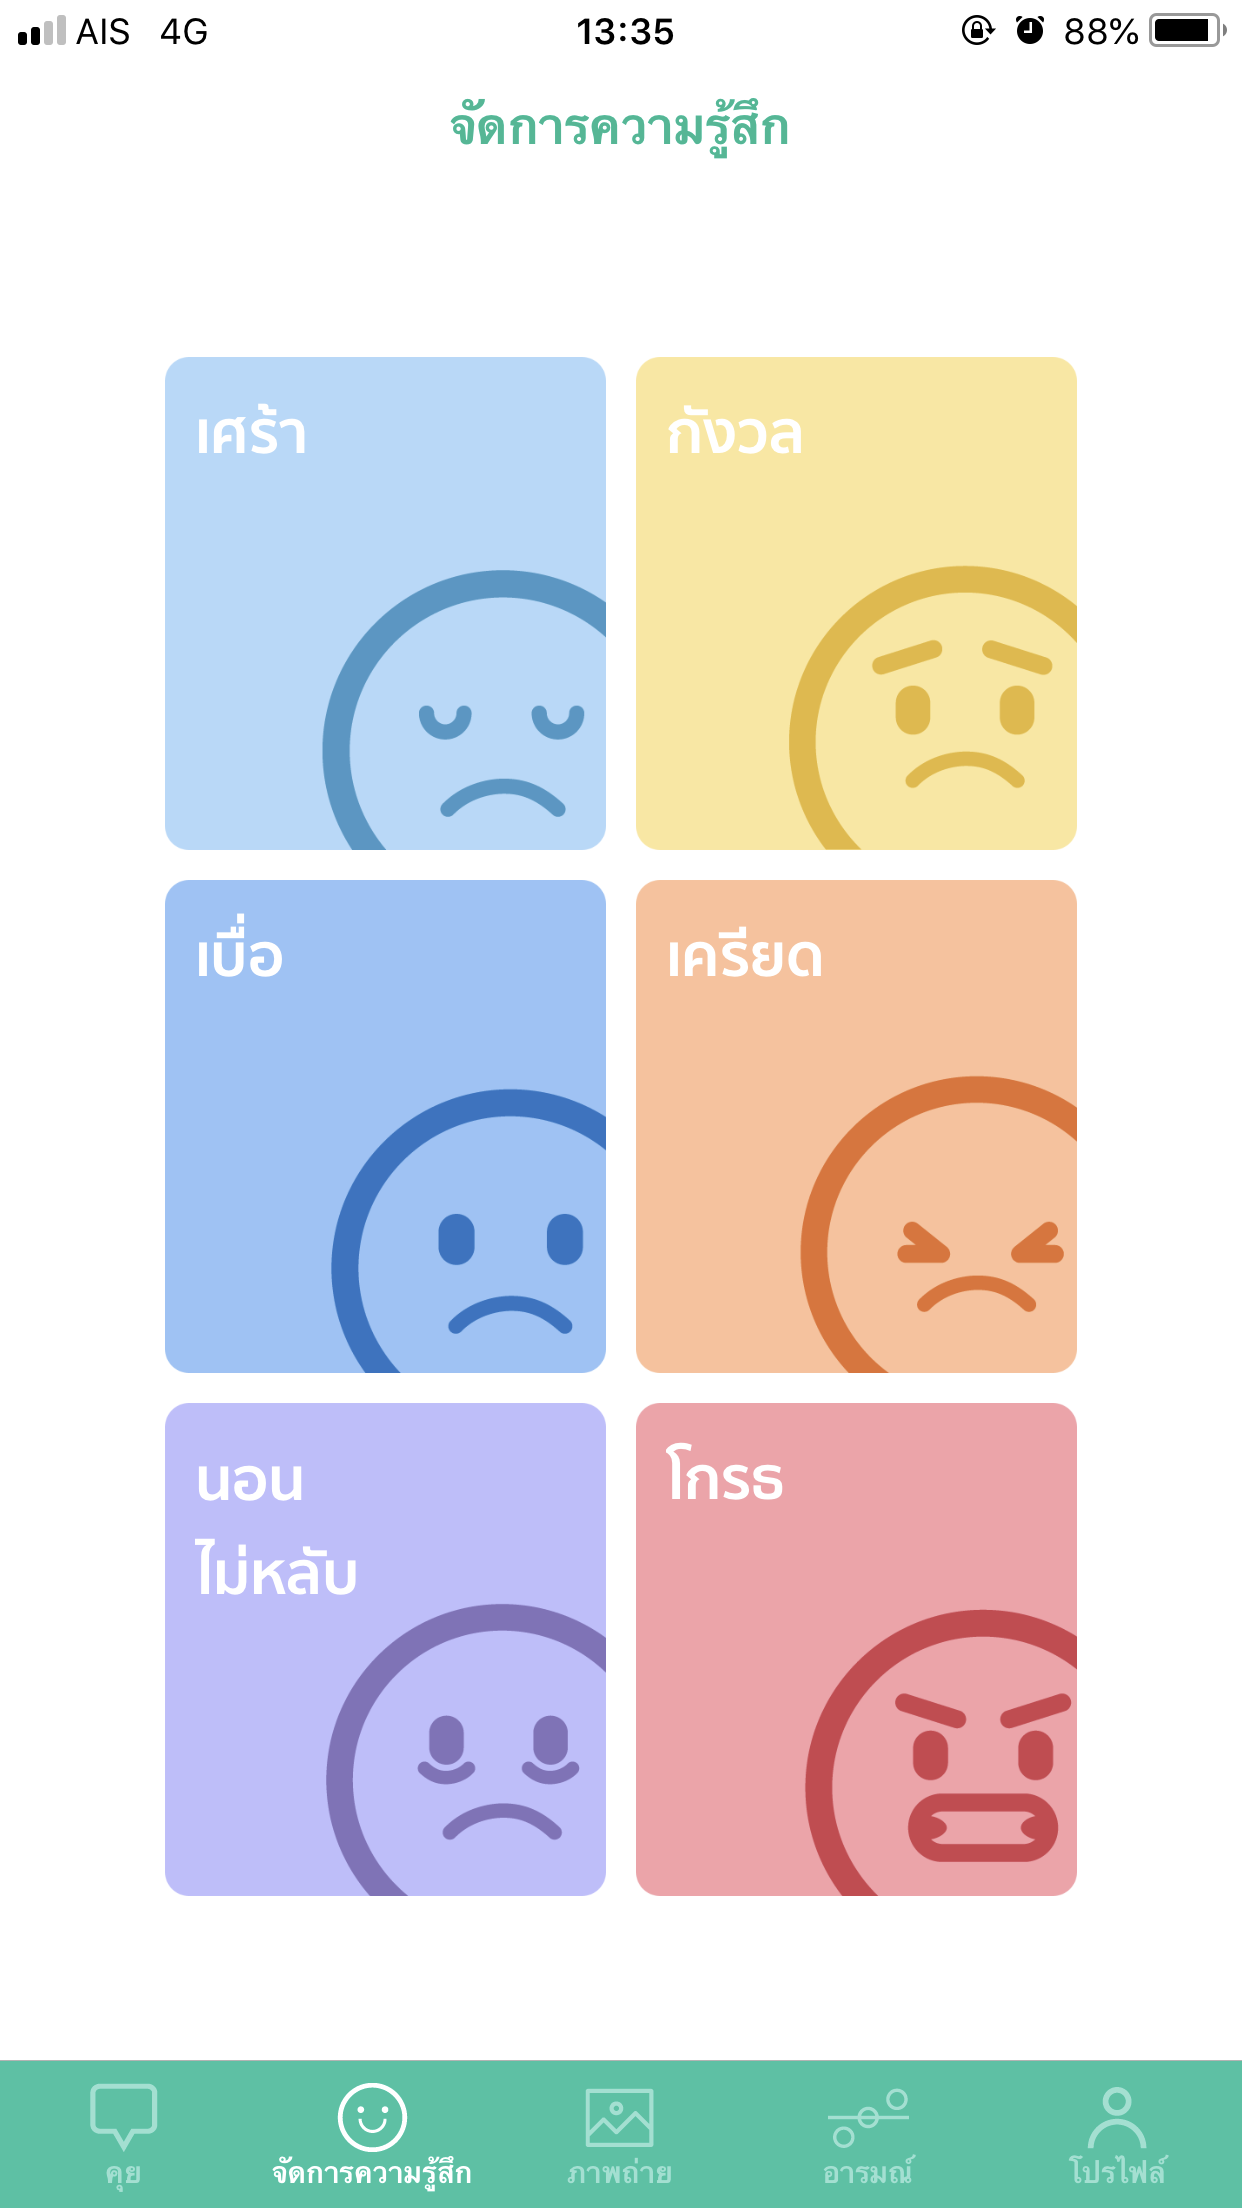 AIS 4G 13:35 88%
จัดการความรู้สึก
เศร้า
กังวล
เบื่อ
เครียด
นอน
ไม่หลับ
โกรธ
คุย
จัดการความรู้สึก
ภาพถ่าย
อารมณ์
โปรไฟล์